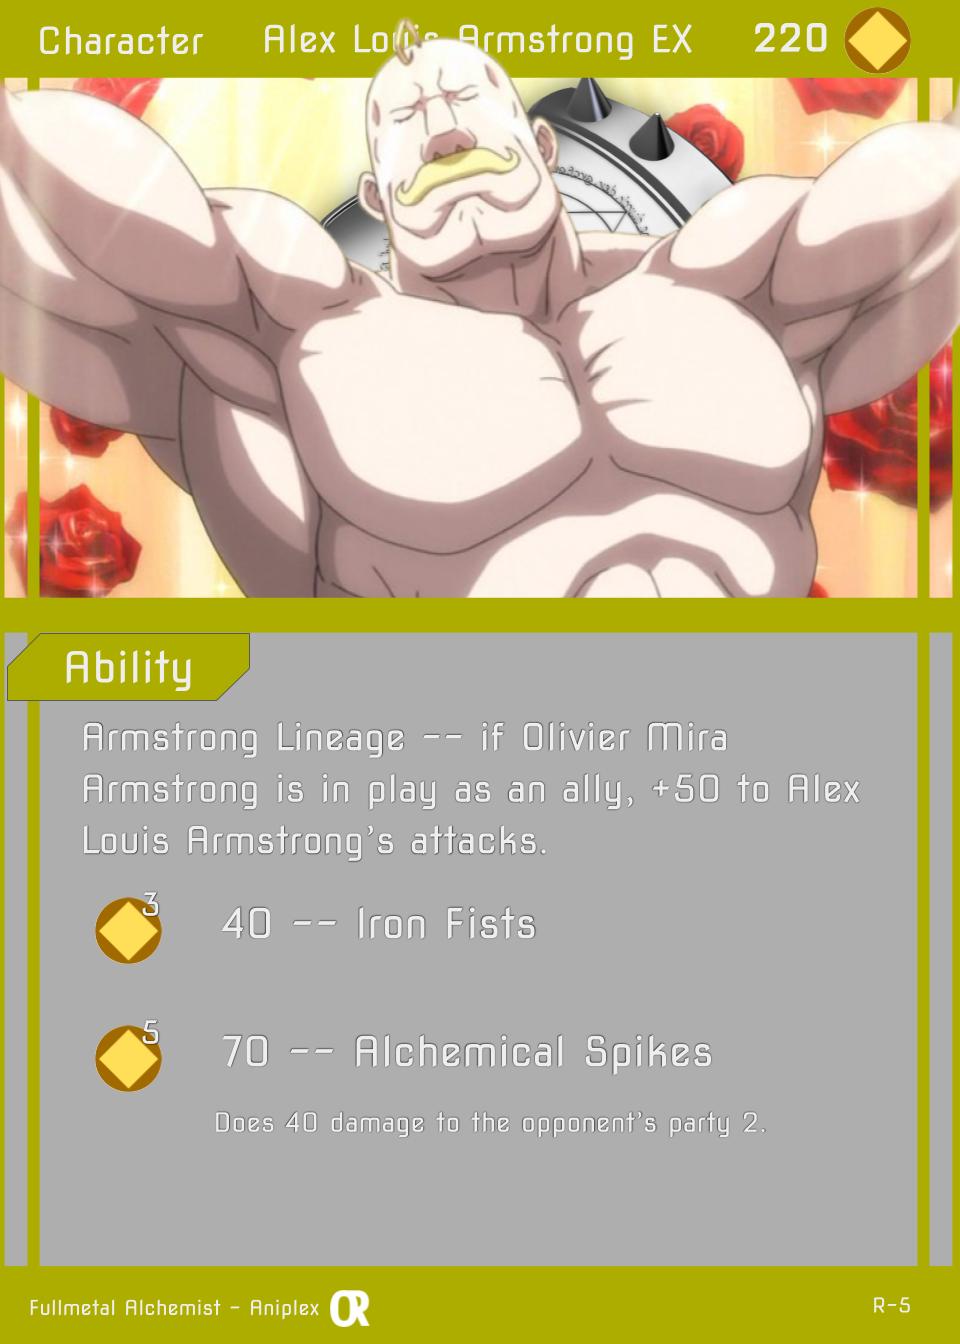 Character Alex Louis Armstrong EX 220
Ability
Armstrong Lineage -- if Olivier Mira
Armstrong is in play as an ally, +50 to Alex
Louis Armstrong's attacks.
3 40 -- Iron Fists
5 70 -- Alchemical Spikes
Does 40 damage to the opponent's party 2.
Fullmetal Alchemist - Aniplex OR R-5